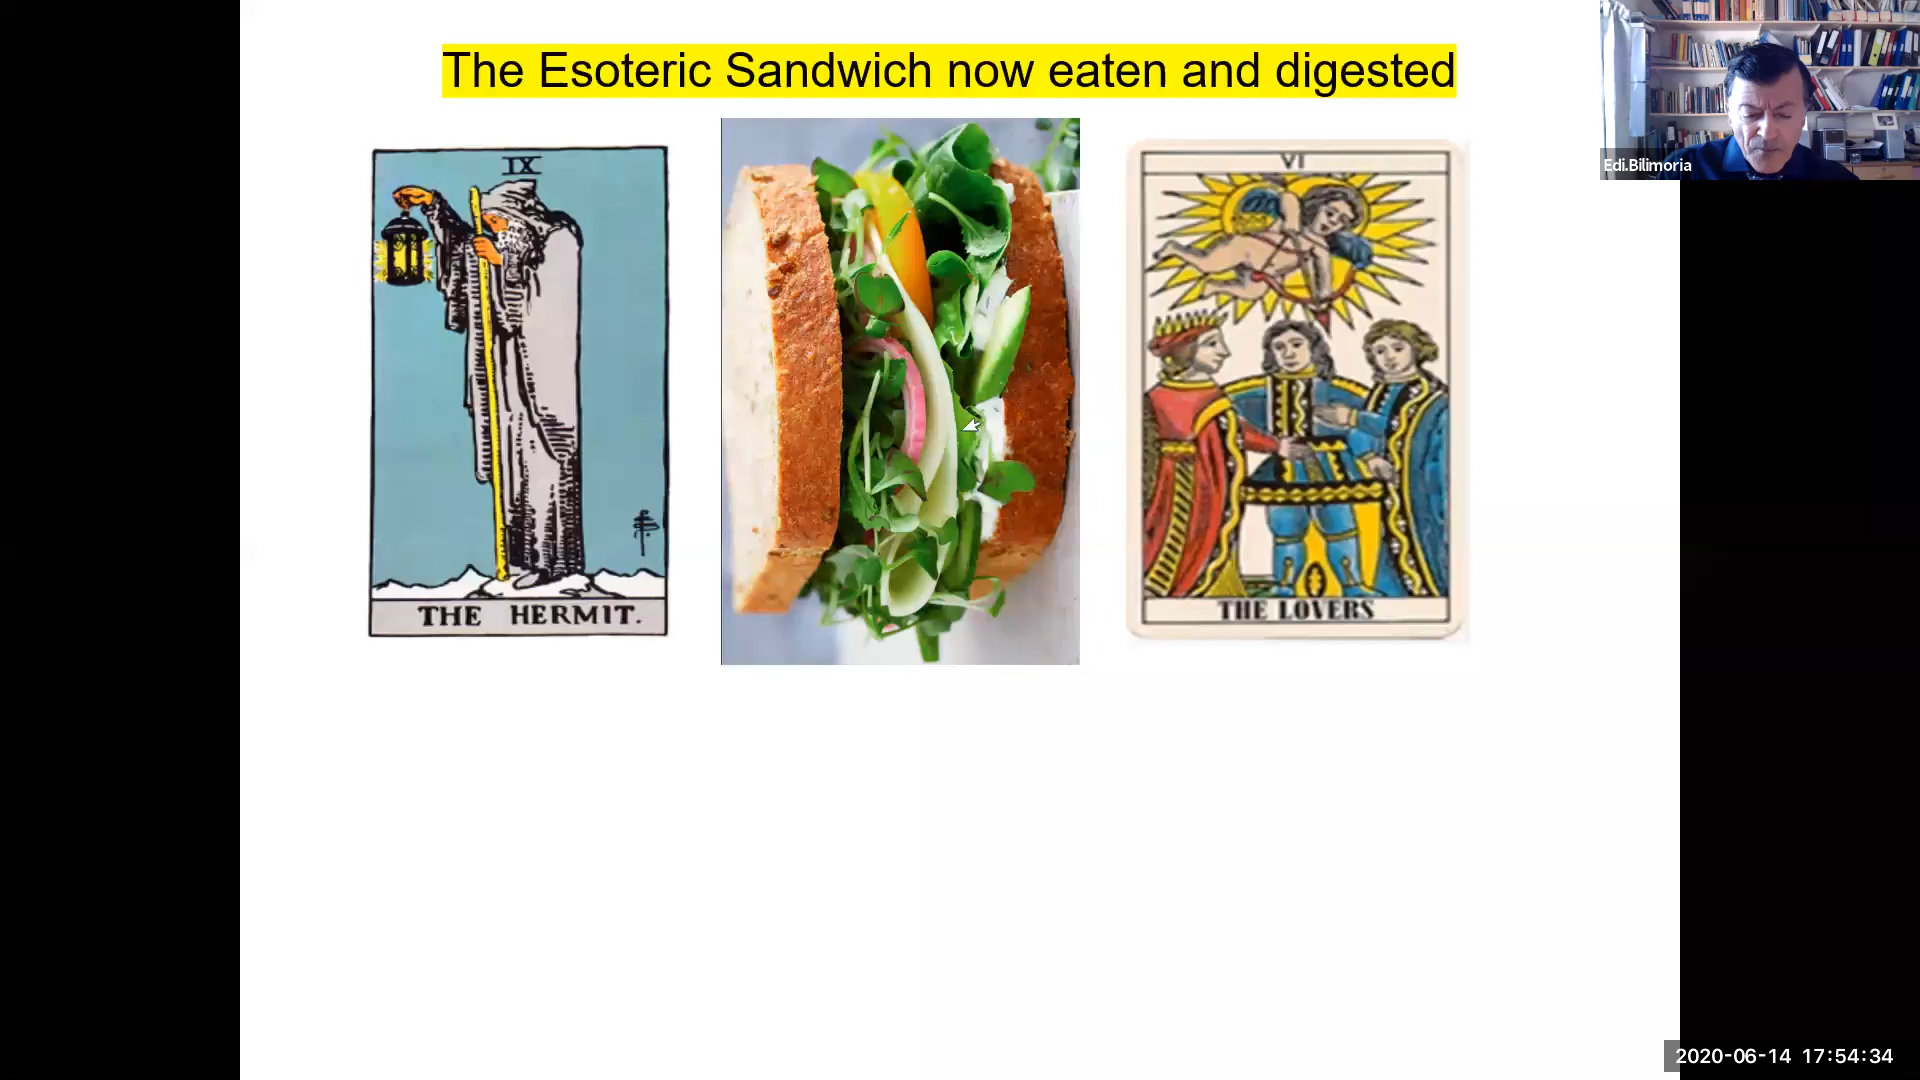 The Esoteric Sandwich now eaten and digested
Edi.Bilimoria
IX
THE HERMIT.
VI
THE LOVERS
2020-06-14 17:54:34